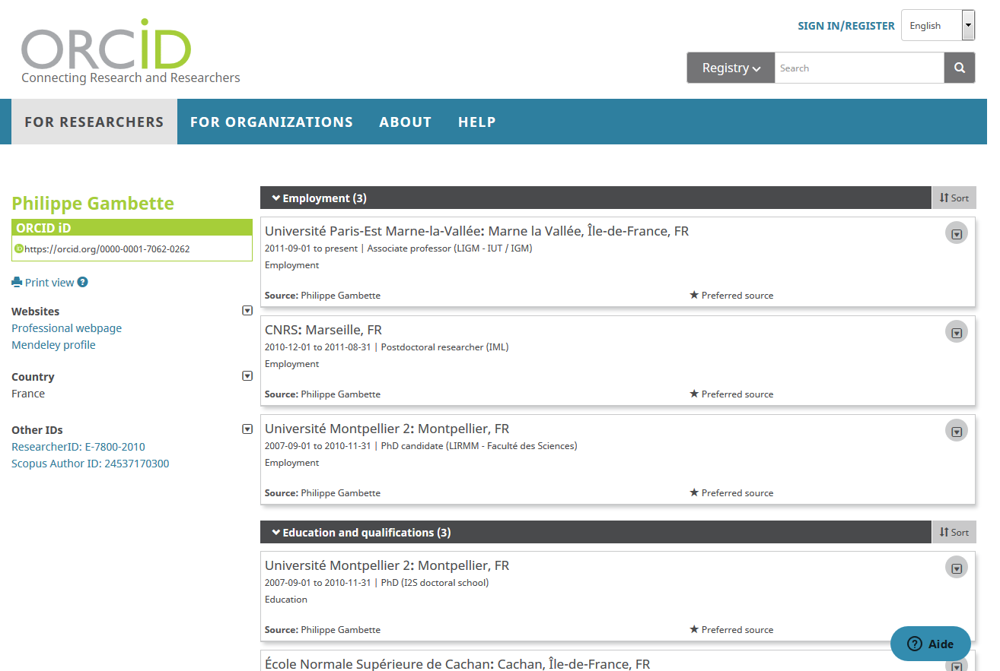 ORCID
Connecting Research and Researchers
SIGN IN/REGISTER
English
Registry
Search
FOR RESEARCHERS
FOR ORGANIZATIONS
ABOUT
HELP
Philippe Gambette
ORCID iD
iD https://orcid.org/0000-0001-7062-0262
Print view ?
Websites
Professional webpage
Mendeley profile
Country
France
Other IDs
ResearcherID: E-7800-2010
Scopus Author ID: 24537170300
Employment (3)
Sort
Université Paris-Est Marne-la-Vallée: Marne la Vallée, Île-de-France, FR
2011-09-01 to present | Associate professor (LIGM - IUT / IGM)
Employment
Source: Philippe Gambette
★ Preferred source
CNRS: Marseille, FR
2010-12-01 to 2011-08-31 | Postdoctoral researcher (IML)
Employment
Source: Philippe Gambette
★ Preferred source
Université Montpellier 2: Montpellier, FR
2007-09-01 to 2010-11-31 | PhD candidate (LIRMM - Faculté des Sciences)
Employment
Source: Philippe Gambette
★ Preferred source
Education and qualifications (3)
Sort
Université Montpellier 2: Montpellier, FR
2007-09-01 to 2010-11-31 | PhD (I2S doctoral school)
Education
Source: Philippe Gambette
★ Preferred source
École Normale Supérieure de Cachan: Cachan, Île-de-France, FR
? Aide